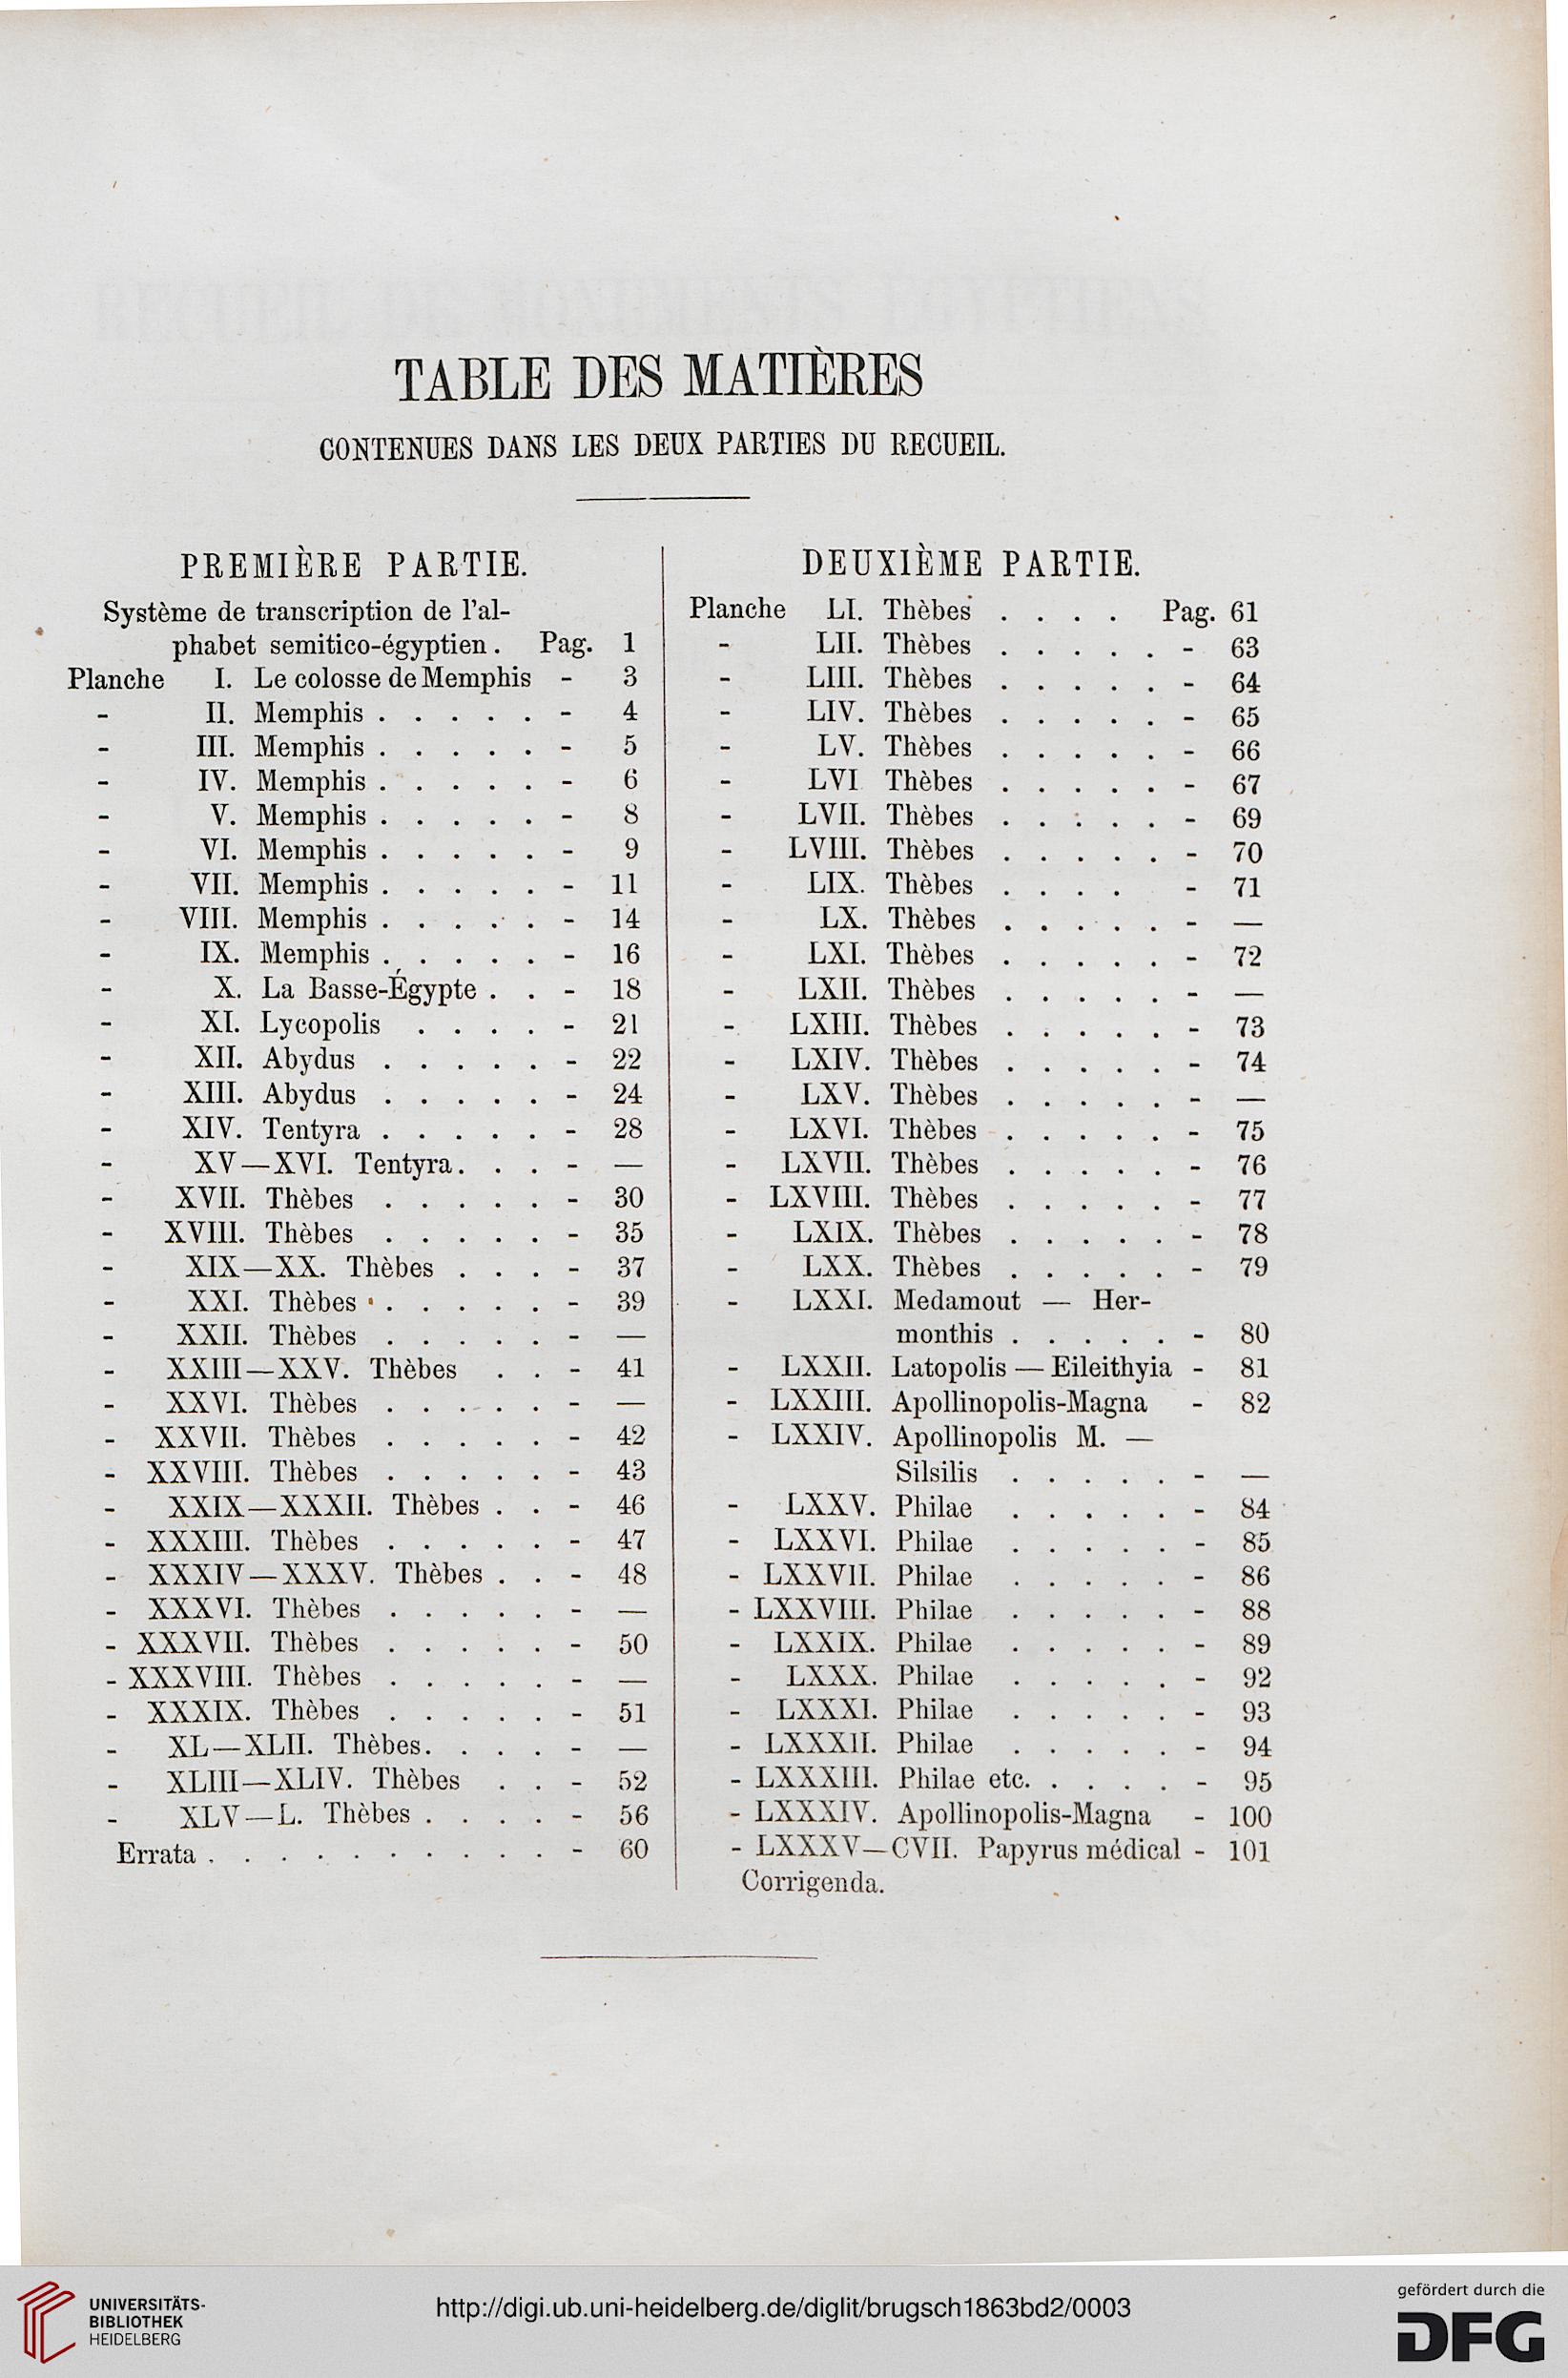 TABLE DES MATIÈRES
CONTENUES DANS LES DEUX PARTIES DU RECUEIL.
PREMIÈRE PARTIE.
Système de transcription de l'al-
phabet semitico-égyptien . Pag. 1
Planche I. Le colosse de Memphis - 3
- II. Memphis . . . . . - 4
- III. Memphis . . . . . - 5
- IV. Memphis . . . . . - 6
- V. Memphis . . . . . - 8
- VI. Memphis . . . . . - 9
- VII. Memphis . . . . . - 11
- VIII. Memphis . . . . . - 14
- IX. Memphis . . . . . - 16
- X. La Basse-Égypte . . - 18
- XI. Lycopolis . . . . - 21
- XII. Abydus . . . . . - 22
- XIII. Abydus . . . . . - 24
- XIV. Tentyra . . . . . - 28
- XV—XVI. Tentyra. . . - —
- XVII. Thèbes . . . . . - 30
- XVIII. Thèbes . . . . . - 35
- XIX—XX. Thèbes . . . - 37
- XXI. Thèbes . . . . . - 39
- XXII. Thèbes . . . . . - —
- XXIII—XXV. Thèbes . . - 41
- XXVI. Thèbes . . . . . - —
- XXVII. Thèbes . . . . . - 42
- XXVIII. Thèbes . . . . . - 43
- XXIX—XXXII. Thèbes . . - 46
- XXXIII. Thèbes . . . . . - 47
- XXXIV—XXXV. Thèbes . . - 48
- XXXVI. Thèbes . . . . . - —
- XXXVII. Thèbes . . . . . - 50
- XXXVIII. Thèbes . . . . . - —
- XXXIX. Thèbes . . . . . - 51
- XL—XLII. Thèbes. . . . - —
- XLIII—XLIV. Thèbes . . - 52
- XLV—L. Thèbes . . . . - 56
Errata . . . . . . . . . . - 60
DEUXIÈME PARTIE.
Planche LI. Thèbes . . . . Pag. 61
- LII. Thèbes . . . . . - 63
- LIII. Thèbes . . . . . - 64
- LIV. Thèbes . . . . . - 65
- LV. Thèbes . . . . . - 66
- LVI Thèbes . . . . . - 67
- LVII. Thèbes . . . . . - 69
- LVIII. Thèbes . . . . . - 70
- LIX. Thèbes . . . . - 71
- LX. Thèbes . . . . . - —
- LXI. Thèbes . . . . . - 72
- LXII. Thèbes . . . . . - —
- LXIII. Thèbes . . . . . - 73
- LXIV. Thèbes . . . . . - 74
- LXV. Thèbes . . . . . - —
- LXVI. Thèbes . . . . . - 75
- LXVII. Thèbes . . . . . - 76
- LXVIII. Thèbes . . . . . - 77
- LXIX. Thèbes . . . . . - 78
- LXX. Thèbes . . . . . - 79
- LXXI. Medamout — Her-
monthis . . . . . - 80
- LXXII. Latopolis — Eileithyia - 81
- LXXIII. Apollinopolis-Magna - 82
- LXXIV. Apollinopolis M. —
Silsilis . . . . . - —
- LXXV. Philae . . . . . - 84
- LXXVI. Philae . . . . . - 85
- LXXVII. Philae . . . . . - 86
- LXXVIII. Philae . . . . . - 88
- LXXIX. Philae . . . . . - 89
- LXXX. Philae . . . . . - 92
- LXXXI. Philae . . . . . - 93
- LXXXII. Philae . . . . . - 94
- LXXXIII. Philae etc. . . . . - 95
- LXXXIV. Apollinopolis-Magna - 100
- LXXXV—CVII. Papyrus médical - 101
Corrigenda.
UNIVERSITÄTS-
BIBLIOTHEK
HEIDELBERG
http://digi.ub.uni-heidelberg.de/diglit/brugsch1863bd2/0003
gefördert durch die
DFG